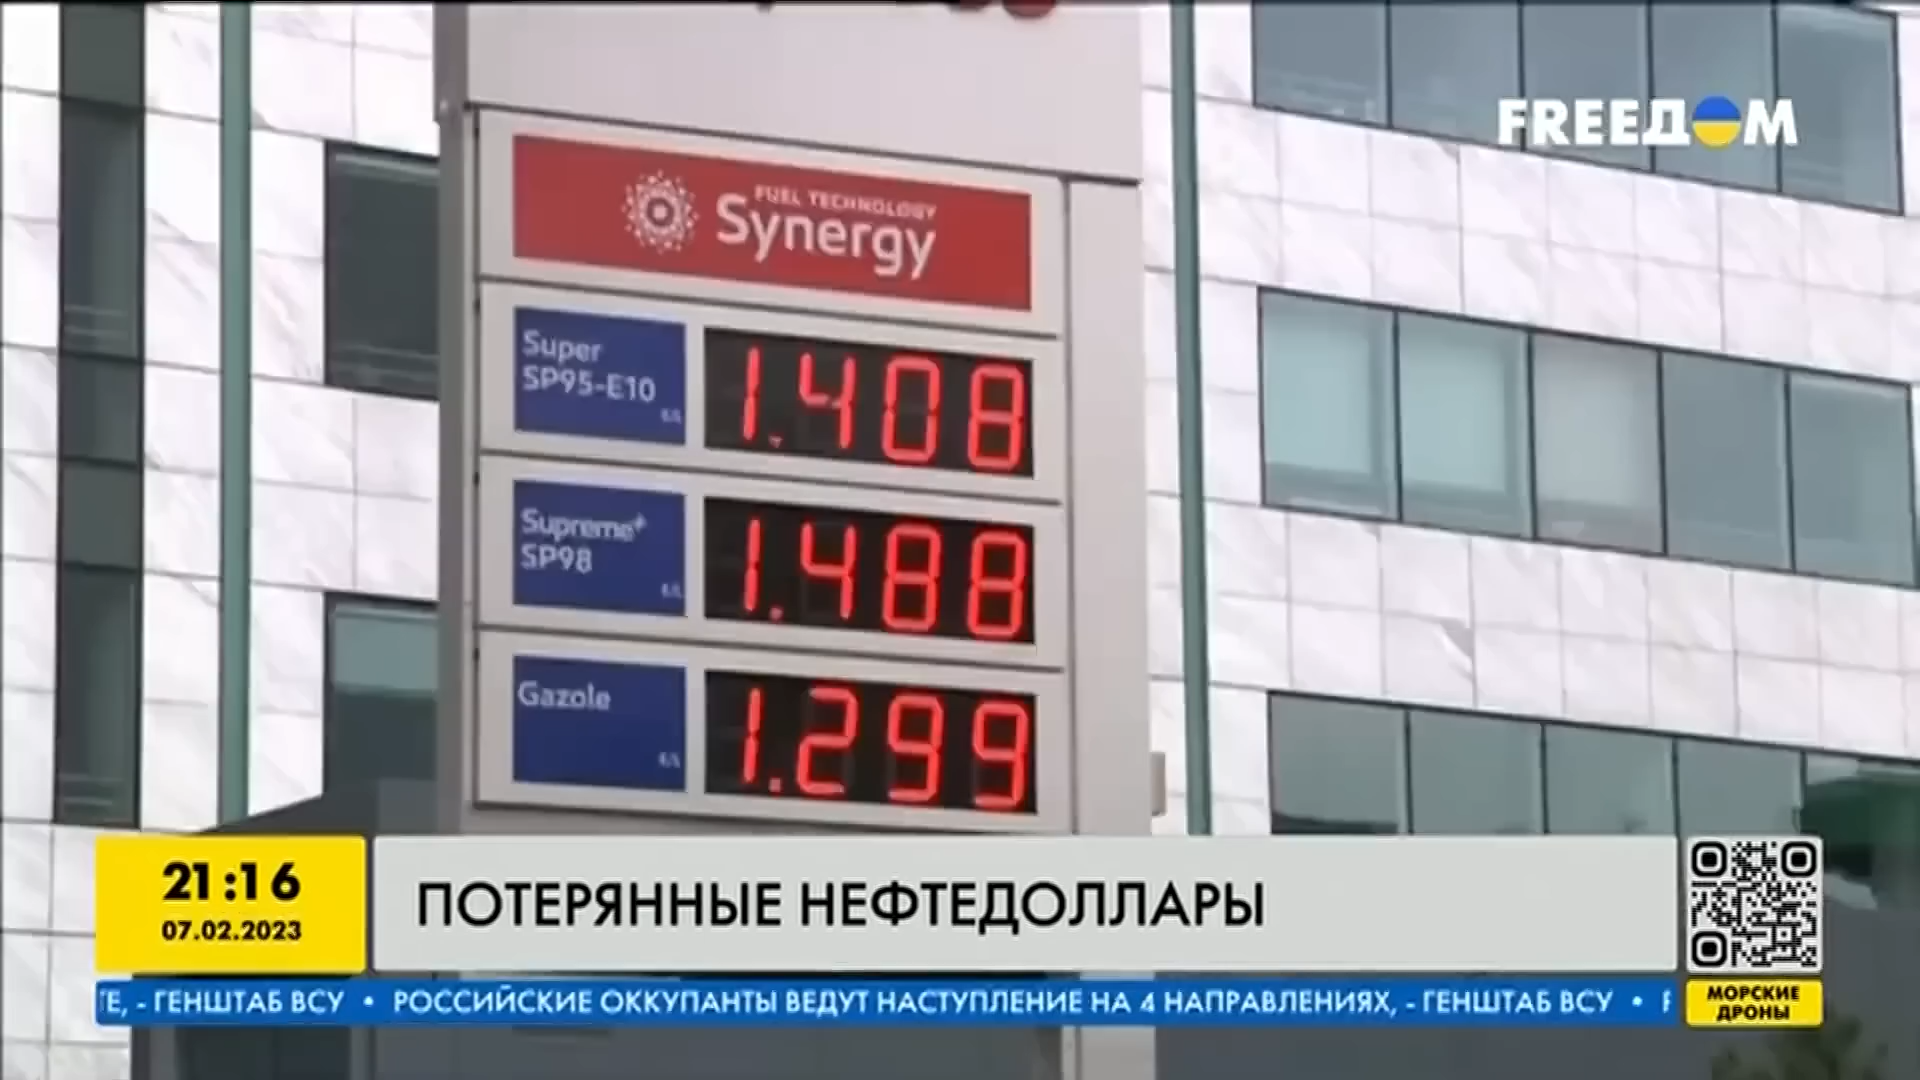 FREEДOM
FUEL TECHNOLOGY
Synergy
Super
SP95-E10
1.408
Supreme+
SP98
1.488
Gazole
1.299
21:16
07.02.2023
ПОТЕРЯННЫЕ НЕФТЕДОЛЛАРЫ
ТЕ, - ГЕНШТАБ ВСУ • РОССИЙСКИЕ ОККУПАНТЫ ВЕДУТ НАСТУПЛЕНИЕ НА 4 НАПРАВЛЕНИЯХ, - ГЕНШТАБ ВСУ •
МОРСКИЕ
ДРОНЫ